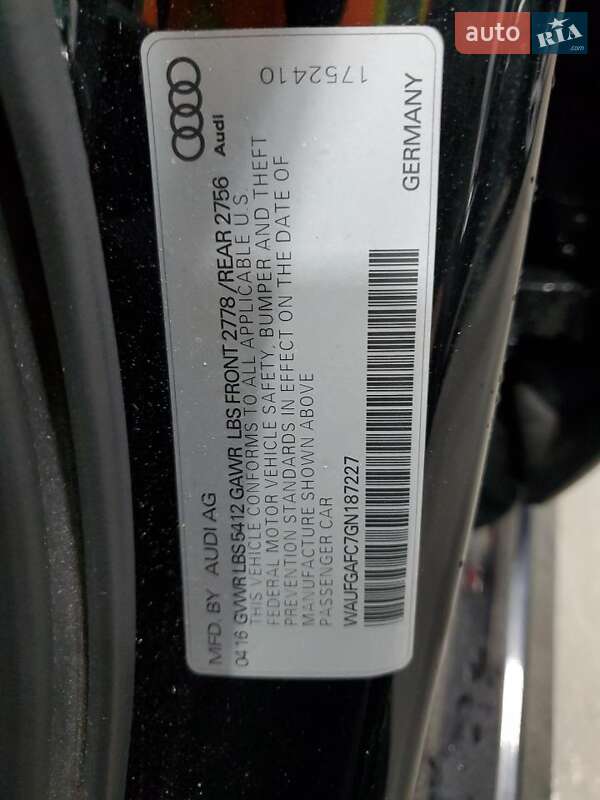 auto RIA .com
1752410
Audi
MFD. BY AUDI AG
04 16 GVWR LBS 5412 GAWR LBS FRONT 2778 / REAR 2756
THIS VEHICLE CONFORMS TO ALL APPLICABLE U.S.
FEDERAL MOTOR VEHICLE SAFETY, BUMPER AND THEFT
PREVENTION STANDARDS IN EFFECT ON THE DATE OF
MANUFACTURE SHOWN ABOVE
PASSENGER CAR
WAUFGAFC7GN187227
GERMANY